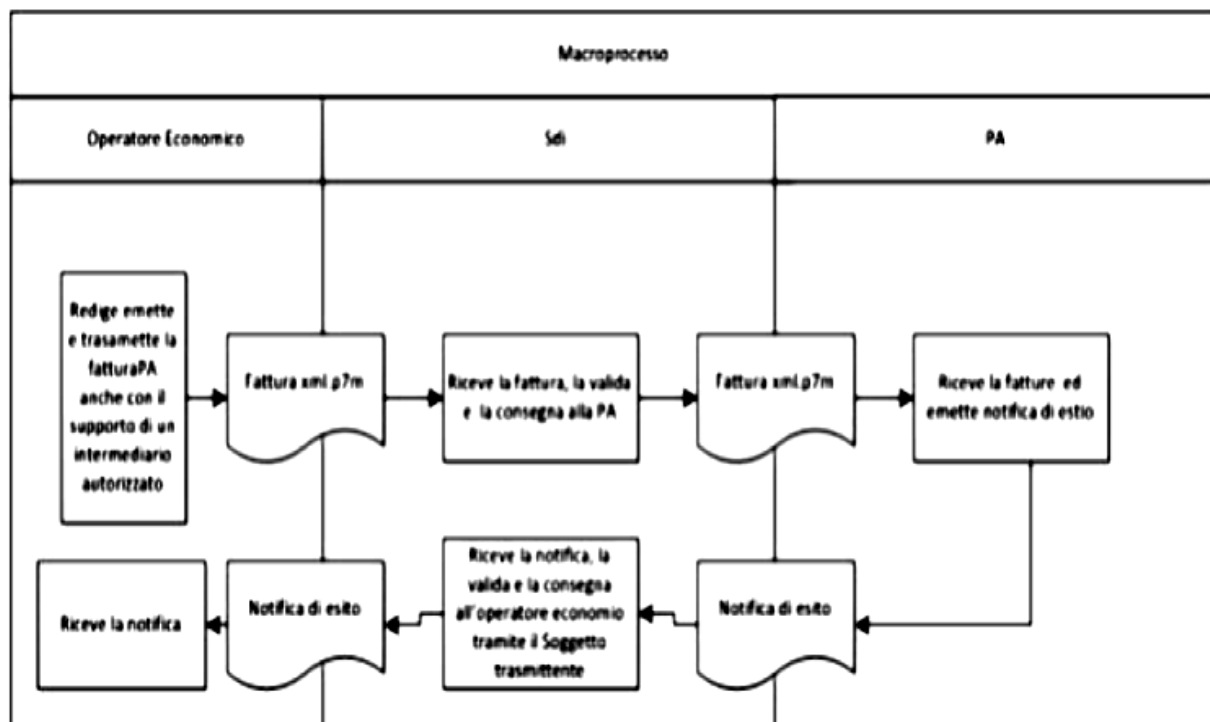 Macroprocesso
Operatore Economico
SdI
PA
Redige emette
e trasamette la
fatturaPA
anche con il
supporto di un
intermediario
autorizzato
Fattura xml.p7m
Riceve la fattura, la valida
e la consegna alla PA
Fattura xml.p7m
Riceve la fatture ed
emette notifica di estio
Riceve la notifica
Notifica di esito
Riceve la notifica, la
valida e la consegna
all'operatore economio
tramite il Soggetto
trasmittente
Notifica di esito